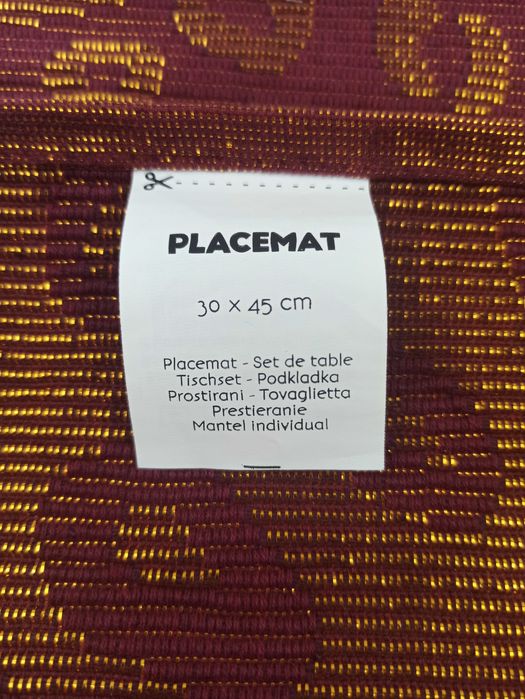 PLACEMAT
30 x 45 cm
Placemat - Set de table
Tischset - Podkladka
Prostirani - Tovaglietta
Prestieranie
Mantel individual